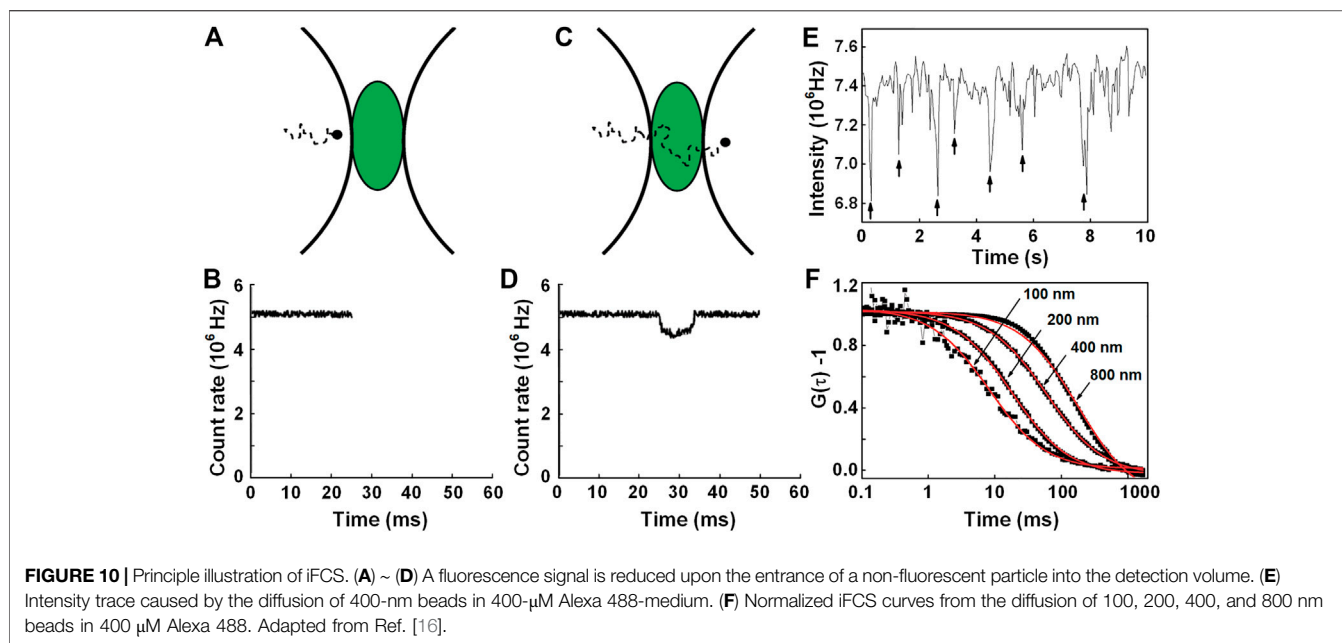 A
C
E
7.6
7.4
7.2
7.0
6.8
Intensity (10⁶Hz)
0 2 4 6 8 10
Time (s)
B
6
4
2
0
Count rate (10⁶ Hz)
0 10 20 30 40 50 60
Time (ms)
D
6
4
2
0
Count rate (10⁶ Hz)
0 10 20 30 40 50 60
Time (ms)
F
1.2
0.8
0.4
0.0
G(τ) -1
100 nm
200 nm
400 nm
800 nm
0.1 1 10 100 1000
Time (ms)
FIGURE 10 | Principle illustration of iFCS. (A) ~ (D) A fluorescence signal is reduced upon the entrance of a non-fluorescent particle into the detection volume. (E)
Intensity trace caused by the diffusion of 400-nm beads in 400-μM Alexa 488-medium. (F) Normalized iFCS curves from the diffusion of 100, 200, 400, and 800 nm
beads in 400 μM Alexa 488. Adapted from Ref. [16].